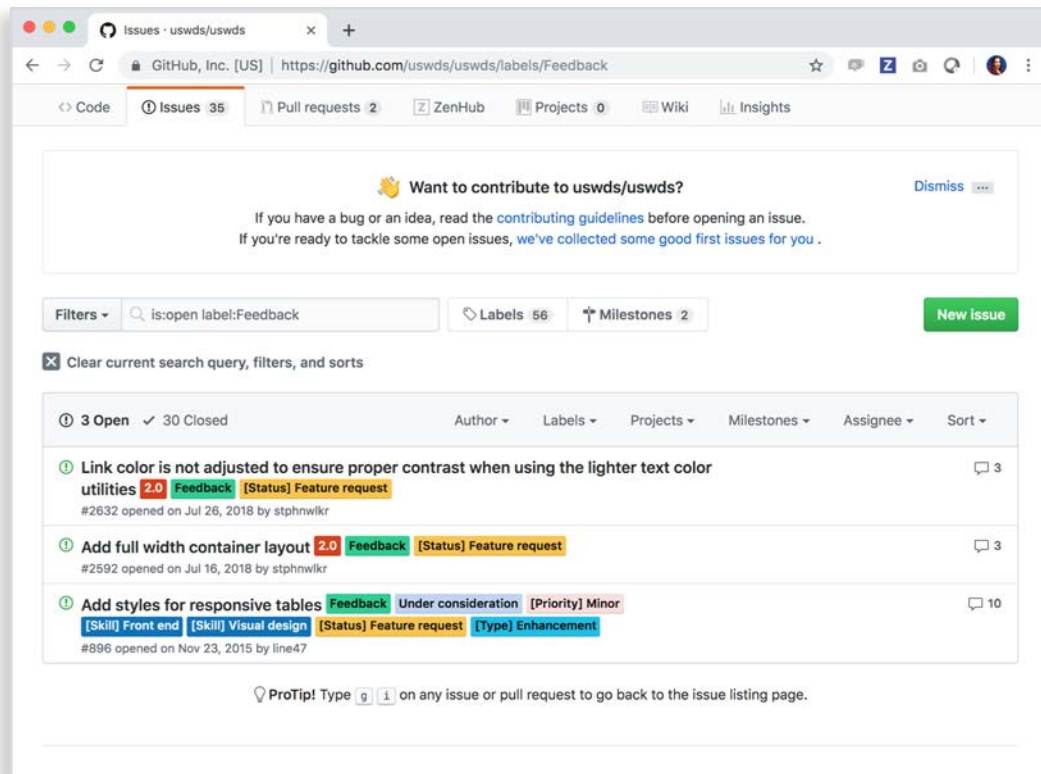 Issues · uswds/uswds
GitHub, Inc. [US] | https://github.com/uswds/uswds/labels/Feedback
Code Issues 35 Pull requests 2 ZenHub Projects 0 Wiki Insights
Want to contribute to uswds/uswds? Dismiss
If you have a bug or an idea, read the contributing guidelines before opening an issue.
If you're ready to tackle some open issues, we've collected some good first issues for you .
Filters is:open label:Feedback Labels 56 Milestones 2 New issue
Clear current search query, filters, and sorts
3 Open 30 Closed Author Labels Projects Milestones Assignee Sort
Link color is not adjusted to ensure proper contrast when using the lighter text color 3
utilities 2.0 Feedback [Status] Feature request
#2632 opened on Jul 26, 2018 by stphnwlkr
Add full width container layout 2.0 Feedback [Status] Feature request 3
#2592 opened on Jul 16, 2018 by stphnwlkr
Add styles for responsive tables Feedback Under consideration [Priority] Minor 10
[Skill] Front end [Skill] Visual design [Status] Feature request [Type] Enhancement
#896 opened on Nov 23, 2015 by line47
ProTip! Type g i on any issue or pull request to go back to the issue listing page.